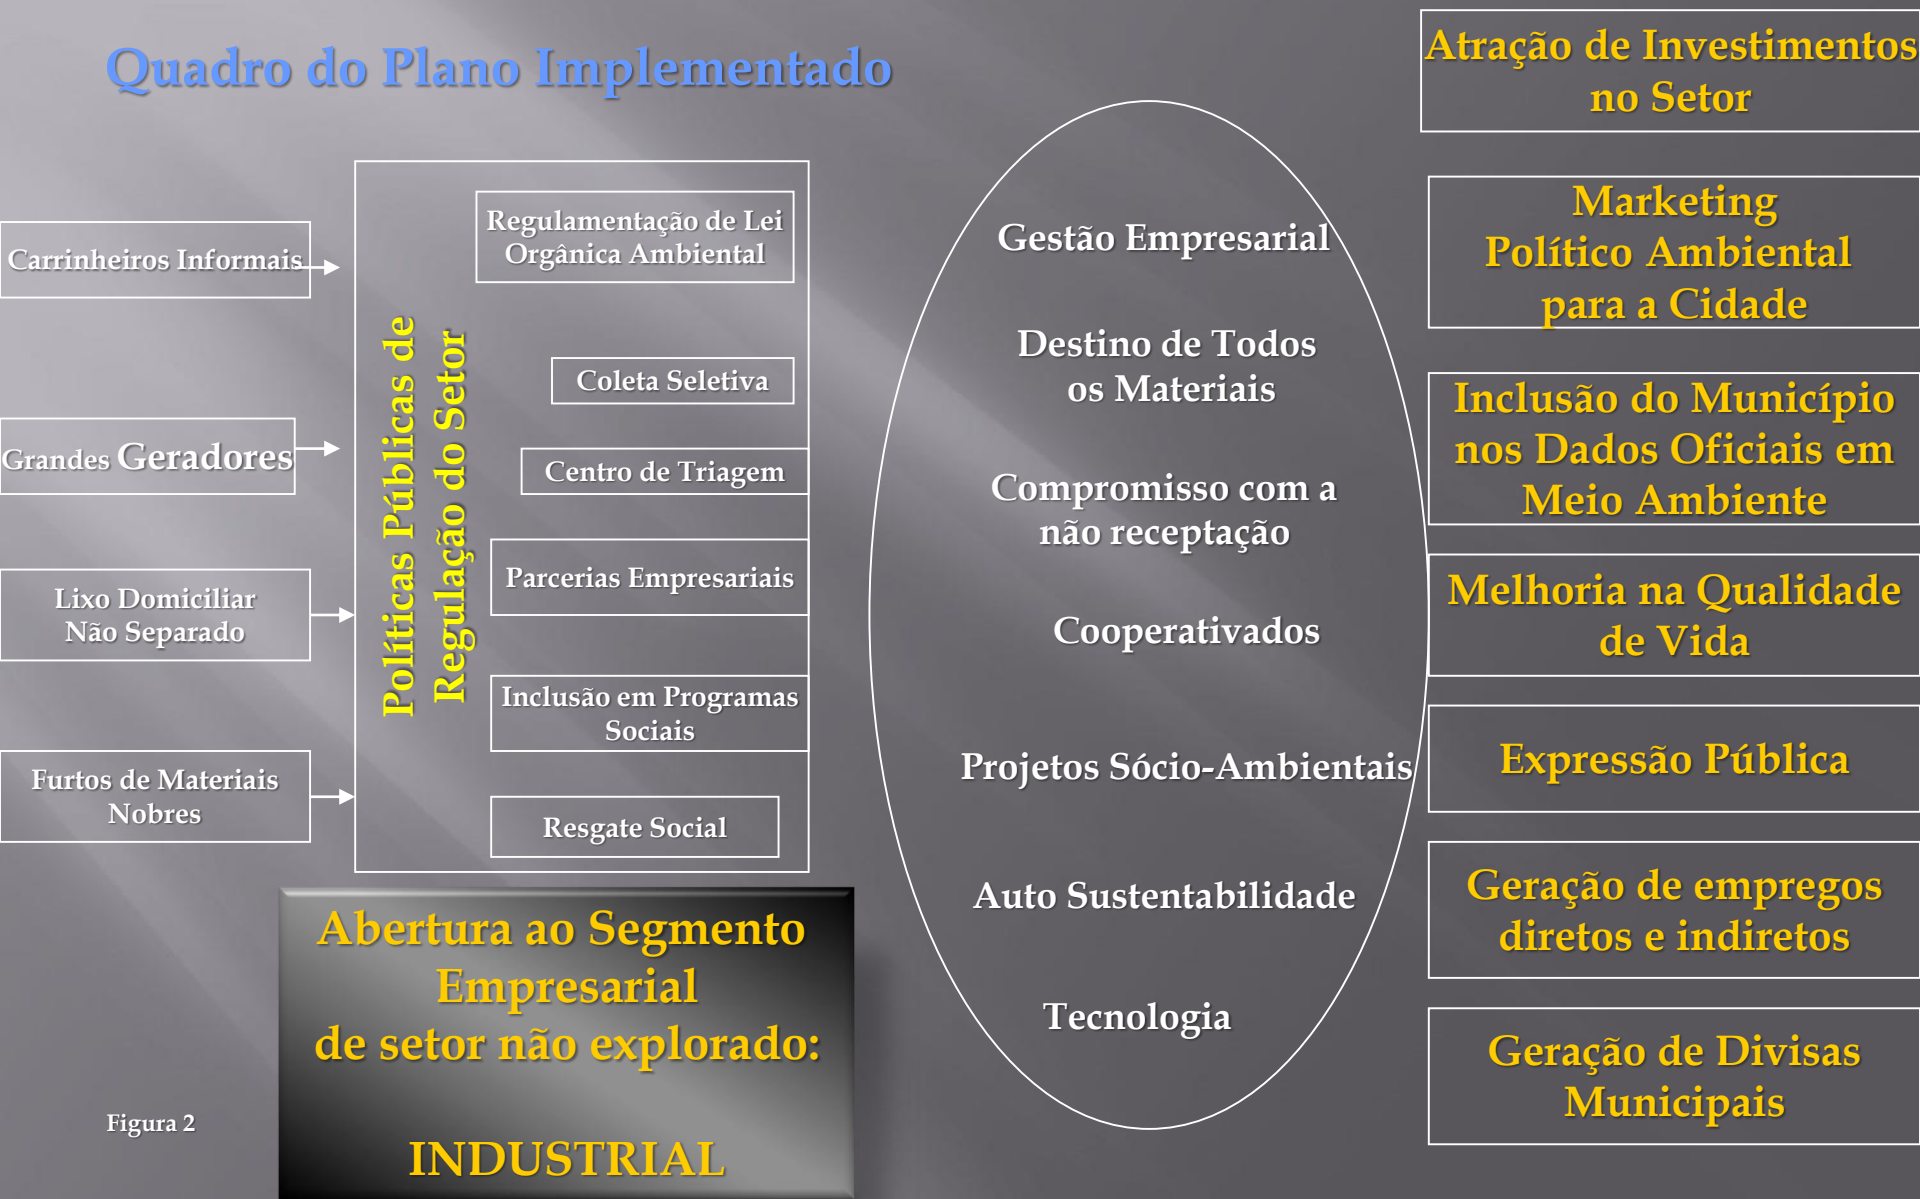 Quadro do Plano Implementado
Carrinheiros Informais
Grandes Geradores
Lixo Domiciliar
Não Separado
Furtos de Materiais
Nobres
Políticas Públicas de
Regulação do Setor
Regulamentação de Lei
Orgânica Ambiental
Coleta Seletiva
Centro de Triagem
Parcerias Empresariais
Inclusão em Programas
Sociais
Resgate Social
Abertura ao Segmento
Empresarial
de setor não explorado:
INDUSTRIAL
Figura 2
Gestão Empresarial
Destino de Todos
os Materiais
Compromisso com a
não receptação
Cooperativados
Projetos Sócio-Ambientais
Auto Sustentabilidade
Tecnologia
Atração de Investimentos
no Setor
Marketing
Político Ambiental
para a Cidade
Inclusão do Município
nos Dados Oficiais em
Meio Ambiente
Melhoria na Qualidade
de Vida
Expressão Pública
Geração de empregos
diretos e indiretos
Geração de Divisas
Municipais